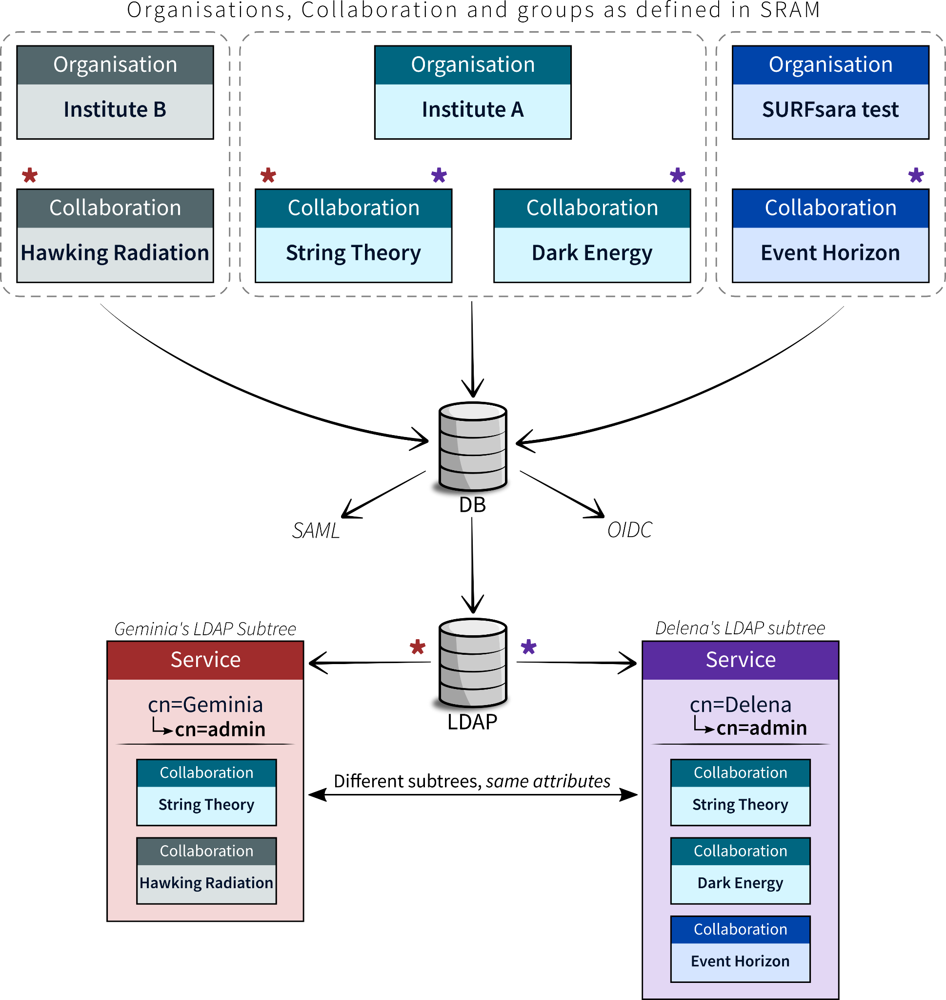 Organisations, Collaboration and groups as defined in SRAM
Organisation
Institute B
Organisation
Institute A
Organisation
SURFsara test
*
Collaboration
Hawking Radiation
* *
Collaboration
String Theory
*
Collaboration
Dark Energy
*
Collaboration
Event Horizon
DB
SAML
OIDC
LDAP
*
*
Geminia's LDAP Subtree
Service
cn=Geminia
cn=admin
Collaboration
String Theory
Collaboration
Hawking Radiation
Different subtrees, same attributes
Delena's LDAP subtree
Service
cn=Delena
cn=admin
Collaboration
String Theory
Collaboration
Dark Energy
Collaboration
Event Horizon